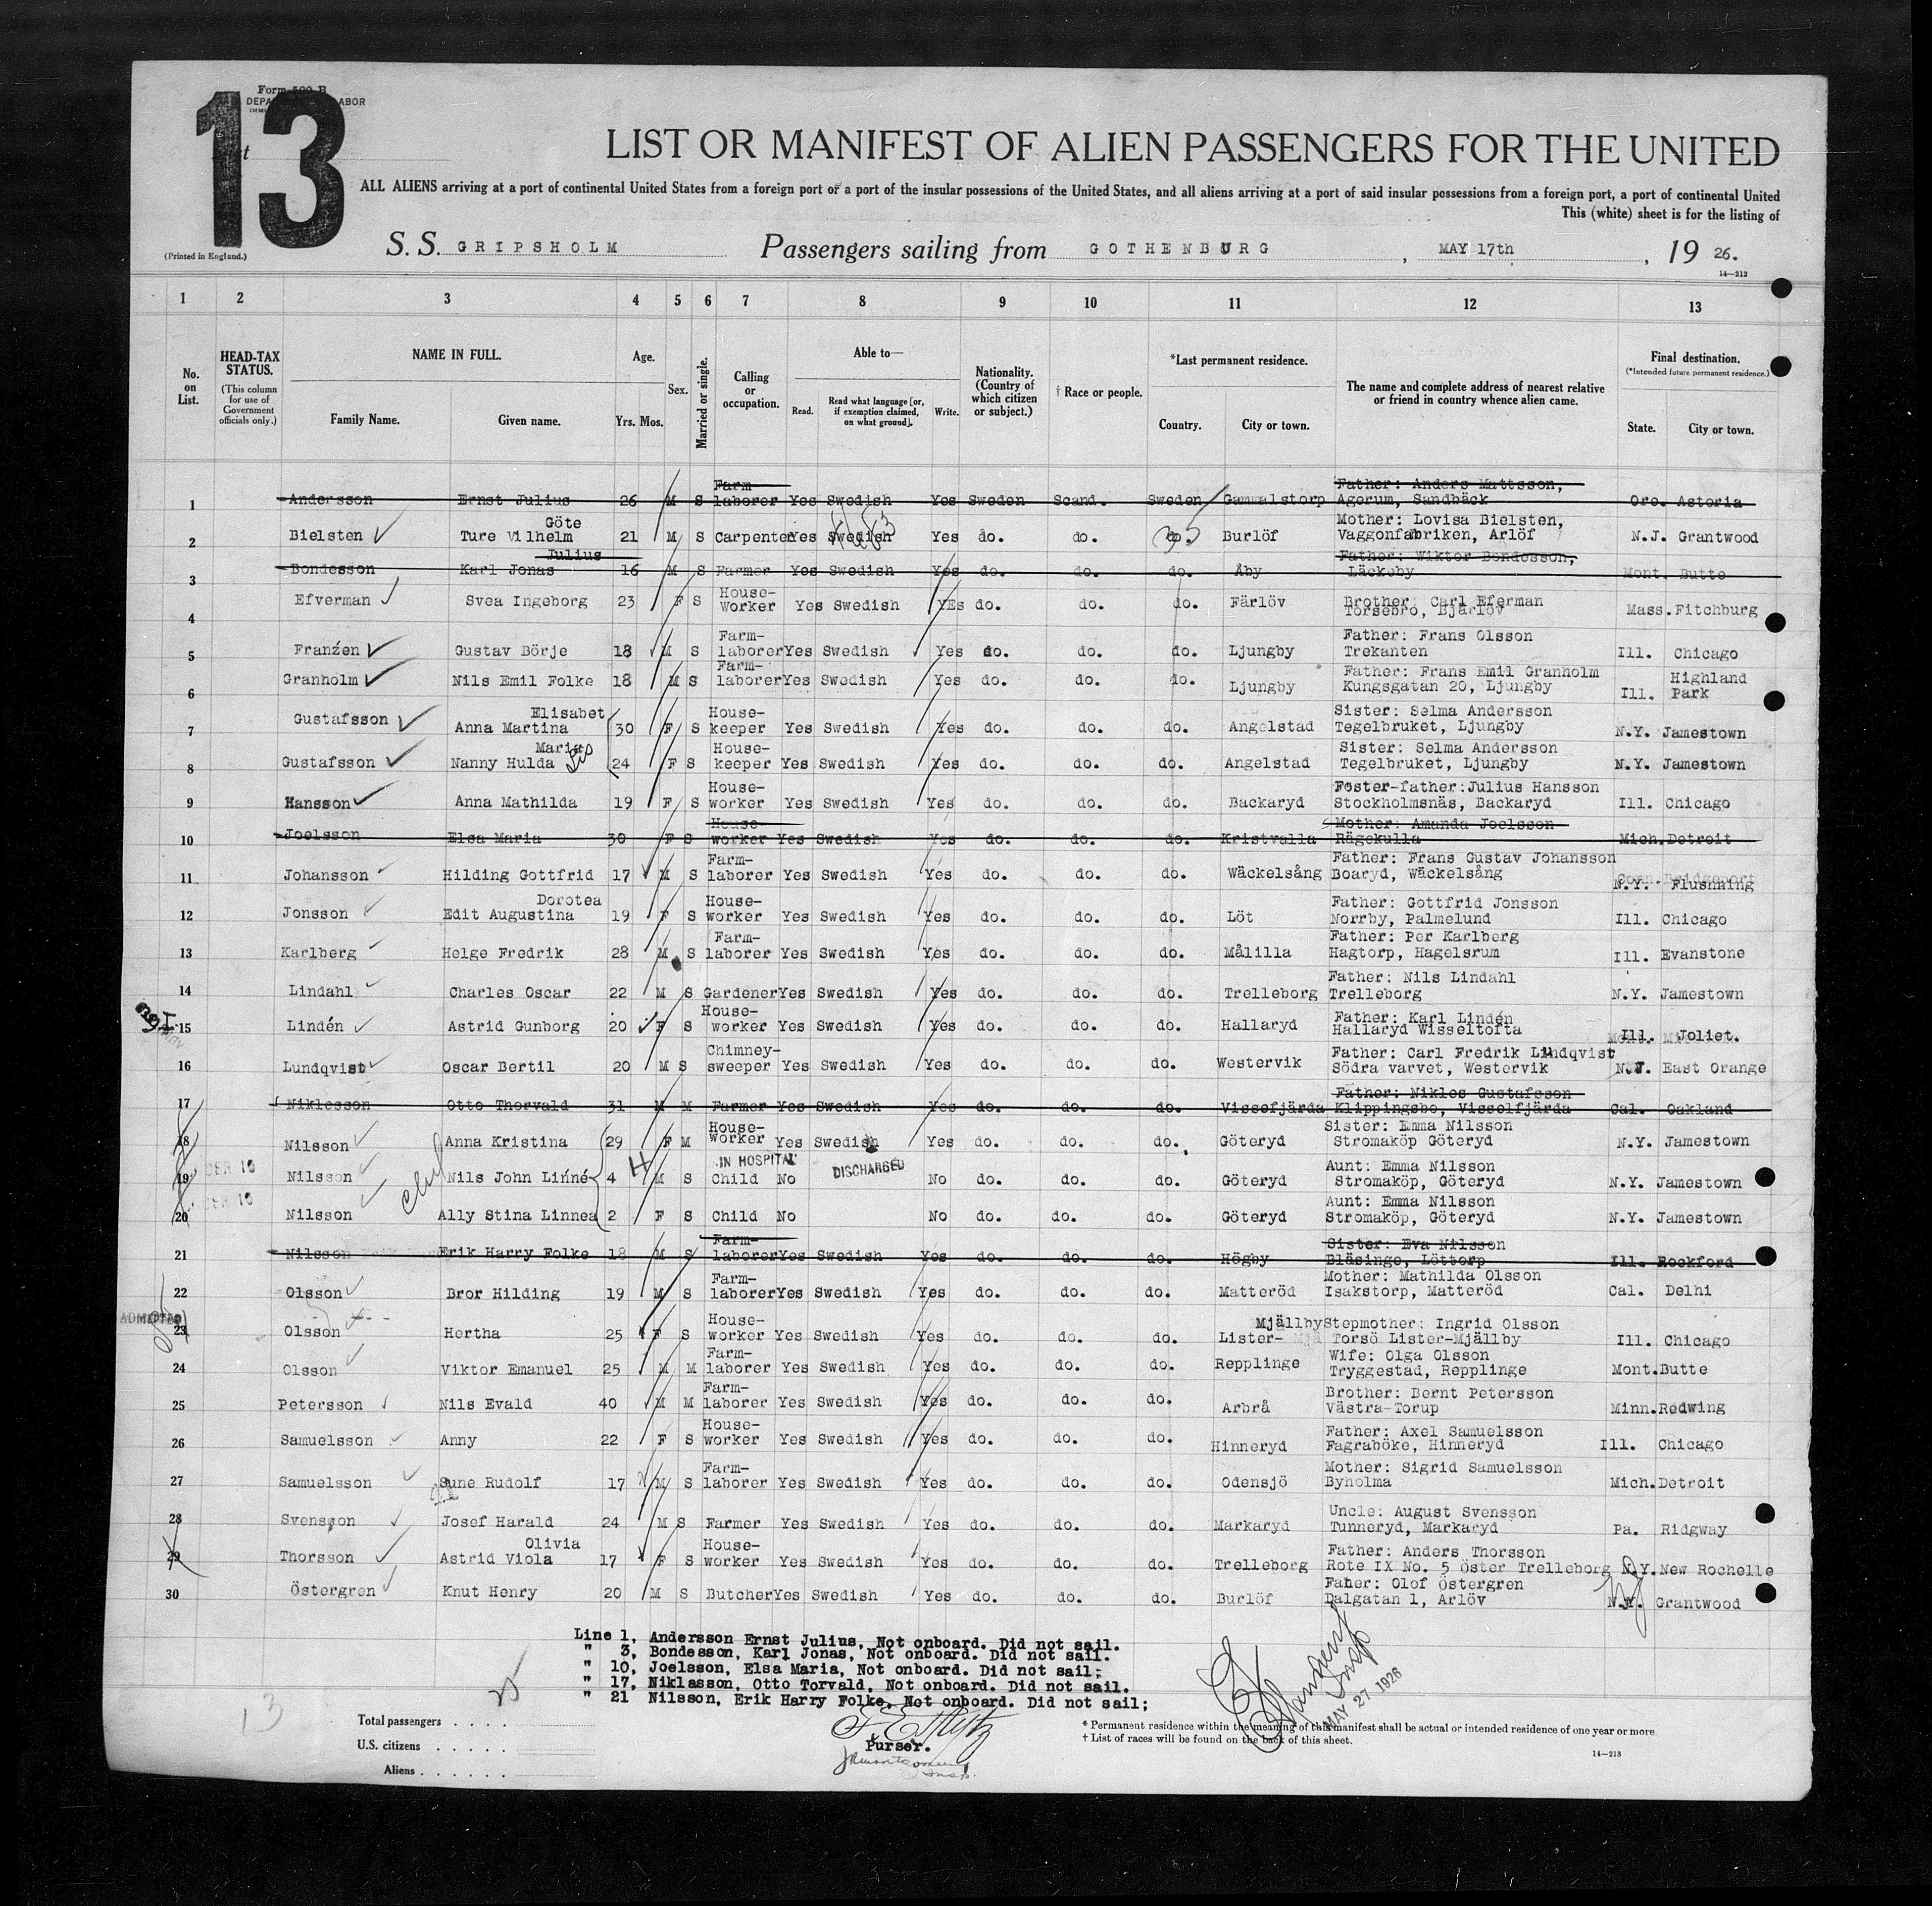 Form 500 B
DEPA LABOR
13
LIST OR MANIFEST OF ALIEN PASSENGERS FOR THE UNITED
ALL ALIENS arriving at a port of continental United States from a foreign port or a port of the insular possessions of the United States, and all aliens arriving at a port of said insular possessions from a foreign port, a port of continental United
This (white) sheet is for the listing of
(Printed in England.)
S. S. GRIPSHOLM Passengers sailing from GOTHENBURG, MAY 17th, 19 26.
14—213
1 2 3 4 5 6 7 8 9 10 11 12 13
No. on List.
HEAD-TAX STATUS.
(This column for use of Government officials only.)
NAME IN FULL.
Family Name. Given name.
Age.
Yrs. Mos.
Sex.
Married or single.
Calling or occupation.
Able to—
Read. Read what language [or, if exemption claimed, on what ground]. Write.
Nationality. (Country of which citizen or subject.)
† Race or people.
*Last permanent residence.
Country. City or town.
The name and complete address of nearest relative or friend in country whence alien came.
Final destination.
(*Intended future permanent residence.)
State. City or town.
1 Andersson Ernst Julius 26 M S Farm-laborer Yes Swedish Yes Sweden Scand. Sweden Gammalstorp Father: Anders Mattsson, Agerum, Sandbäck Ore. Astoria
2 Bielsten Ture Vilhelm Göte 21 M S Carpenter Yes Swedish Yes do. do. do. Burlöf Mother: Lovisa Bielsten, Vaggonfabriken, Arlöf N.J. Grantwood
3 Bondesson Karl Jonas Julius 16 M S Farmer Yes Swedish Yes do. do. do. Åby Father: Wiktor Bondesson, Läckeby Mont. Butte
4 Efverman Svea Ingeborg 23 F S House-worker Yes Swedish YEs do. do. do. Färlöv Brother Carl Eferman Torsebro, Bjärlöv Mass. Fitchburg
5 Franzén Gustav Börje 18 M S Farm-laborer Yes Swedish Yes do. do. do. Ljungby Father: Frans Olsson Trekanten Ill. Chicago
6 Granholm Nils Emil Folke 18 M S Farm-laborer Yes Swedish Yes do. do. do. Ljungby Father: Frans Emil Granholm Kungsgatan 20, Ljungby Ill. Highland Park
7 Gustafsson Anna Martina Elisabet 30 F S House-keeper Yes Swedish Yes do. do. do. Angelstad Sister: Selma Andersson Tegelbruket, Ljungby N.Y. Jamestown
8 Gustafsson Nanny Hulda Maria 24 F S House-keeper Yes Swedish Yes do. do. do. Angelstad Sister: Selma Andersson Tegelbruket, Ljungby N.Y. Jamestown
9 Hansson Anna Mathilda 19 F S House-worker Yes Swedish Yes do. do. do. Backaryd Foster-father: Julius Hansson Stockholmsnäs, Backaryd Ill. Chicago
10 Joelsson Elsa Maria 30 F S House-worker Yes Swedish Yes do. do. do. Kristvalla Mother: Amanda Joelsson Rägekulla Mich. Detroit
11 Johansson Hilding Gottfrid 17 M S Farm-laborer Yes Swedish Yes do. do. do. Wäckelsång Father: Frans Gustav Johansson Boaryd, Wäckelsång N.Y. Flushning
12 Jonsson Edit Augustina Dorotea 19 F S House-worker Yes Swedish Yes do. do. do. Löt Father: Gottfrid Jonsson Norrby, Palmelund Ill. Chicago
13 Karlberg Helge Fredrik 28 M S Farm-laborer Yes Swedish Yes do. do. do. Målilla Father: Per Karlberg Hagtorp, Hagelsrum Ill. Evanstone
14 Lindahl Charles Oscar 22 M S Gardener Yes Swedish Yes do. do. do. Trelleborg Father: Nils Lindahl Trelleborg N.Y. Jamestown
15 Lindén Astrid Gunborg 20 F S House-worker Yes Swedish Yes do. do. do. Hallaryd Father: Karl Lindén Hallaryd Wisseltofta Ill. Joliet.
16 Lundqvist Oscar Bertil 20 M S Chimney-sweeper Yes Swedish Yes do. do. do. Westervik Father: Carl Fredrik Lindqvist Södra varvet, Westervik N.J. East Orange
17 Niklasson Otto Thorvald 31 M M Farmer Yes Swedish Yes do. do. do. Vissefjärda Father: Nikles Gustafsson Klippingsbo, Visselfjärda Cal. Oakland
18 Nilsson Anna Kristina 29 F M House-worker Yes Swedish Yes do. do. do. Göteryd Sister: Emma Nilsson Stromaköp Göteryd N.Y. Jamestown
IN HOSPITAL DISCHARGED
19 Nilsson Nils John Linné 4 M S Child No No do. do. do. Göteryd Aunt: Emma Nilsson Stromaköp, Göteryd N.Y. Jamestown
20 Nilsson Ally Stina Linnea 2 F S Child No No do. do. do. Göteryd Aunt: Emma Nilsson Stromaköp, Göteryd N.Y. Jamestown
21 Nilsson Erik Harry Folke 18 M S Farm-laborer Yes Swedish Yes do. do. do. Högby Sister: Eva Nilsson Bläsinge, Löttorp Ill. Rockford
22 Olsson Bror Hilding 19 M S Farm-laborer Yes Swedish Yes do. do. do. Matteröd Mother: Mathilda Olsson Isakstorp, Matteröd Cal. Delhi
ADMITTED
23 Olsson Hertha 25 F S House-worker Yes Swedish Yes do. do. do. Lister-Mjällby Stepmother: Ingrid Olsson Torsö Lister-Mjällby Ill. Chicago
24 Olsson Viktor Emanuel 25 M M Farm-laborer Yes Swedish Yes do. do. do. Repplinge Wife: Olga Olsson Tryggestad, Repplinge Mont. Butte
25 Petersson Nils Evald 40 M M Farm-laborer Yes Swedish Yes do. do. do. Arbrå Brother: Bernt Petersson Västra-Torup Minn. Redwing
26 Samuelsson Anny 22 F S House-worker Yes Swedish Yes do. do. do. Hinneryd Father: Axel Samuelsson Fagraböke, Hinneryd Ill. Chicago
27 Samuelsson Sune Rudolf 17 M S Farm-laborer Yes Swedish Yes do. do. do. Odensjö Mother: Sigrid Samuelsson Byholma Mich. Detroit
28 Svensson Josef Harald 24 M S Farmer Yes Swedish Yes do. do. do. Markaryd Uncle: August Svensson Tunneryd, Markaryd Pa. Ridgway
29 Thorsson Astrid Viola Olivia 17 F S House-worker Yes Swedish Yes do. do. do. Trelleborg Father: Anders Thorsson Rote IX No. 5 Öster Trelleborg N.Y. New Rochelle
30 Östergren Knut Henry 20 M S Butcher Yes Swedish Yes do. do. do. Burlöf Faher: Olof Östergren Dalgatan 1, Arlöv Grantwood
Line 1, Andersson Ernst Julius, Not onboard. Did not sail.
" 3, Bondesson, Karl Jonas, Not onboard. Did not sail.
" 10, Joelsson, Elsa Maria, Not onboard. Did not sail;
" 17, Niklasson, Otto Torvald, Not onboard. Did not sail.
" 21 Nilsson, Erik Harry Folke, Not onboard. Did not sail;
MAY 27 1926
25
13
Total passengers . . . .
U.S. citizens . . . . .
Aliens . . . . . .
Purser.
* Permanent residence within the meaning of this manifest shall be actual or intended residence of one year or more
† List of races will be found on the back of this sheet.
14—213